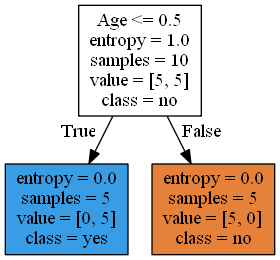 Age <= 0.5
entropy = 1.0
samples = 10
value = [5, 5]
class = no
True
False
entropy = 0.0
samples = 5
value = [0, 5]
class = yes
entropy = 0.0
samples = 5
value = [5, 0]
class = no